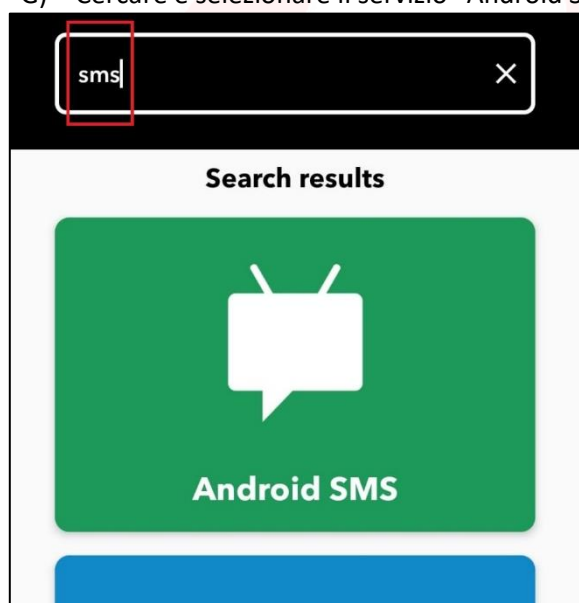 Cercare e selezionare il servizio "Android
sms
Search results
Android SMS